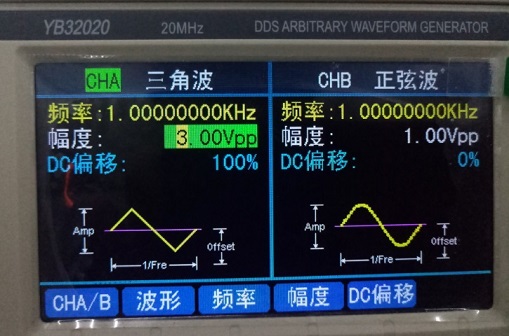 YB32020 20MHz DDS ARBITRARY WAVEFORM GENERATOR
CHA 三角波
频率:1.00000000KHz
幅度: 3.00Vpp
DC偏移: 100%
Amp
Offset
1/Fre
CHB 正弦波
频率:1.00000000KHz
幅度: 1.00Vpp
DC偏移: 0%
Amp
Offset
1/Fre
CHA/B 波形 频率 幅度 DC偏移